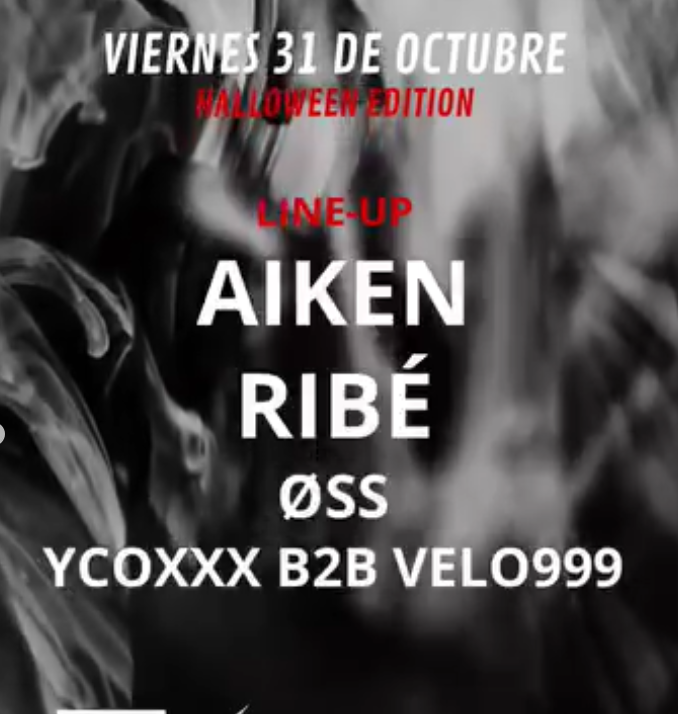 VIERNES 31 DE OCTUBRE
HALLOWEEN EDITION
LINE-UP
AIKEN
RIBÉ
ØSS
YCOXXX B2B VELO999